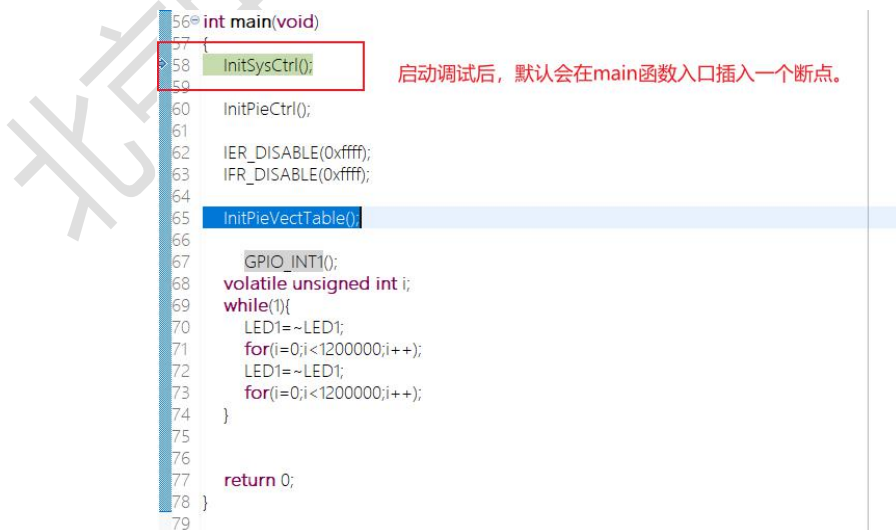 56 int main(void)
57 {
58 InitSysCtrl();
启动调试后，默认会在main函数入口插入一个断点。
59
60 InitPieCtrl();
61
62 IER_DISABLE(0xffff);
63 IFR_DISABLE(0xffff);
64
65 InitPieVectTable();
66
67 GPIO_INT1();
68 volatile unsigned int i;
69 while(1){
70 LED1=~LED1;
71 for(i=0;i<1200000;i++);
72 LED1=~LED1;
73 for(i=0;i<1200000;i++);
74 }
75
76
77 return 0;
78 }
79
北京